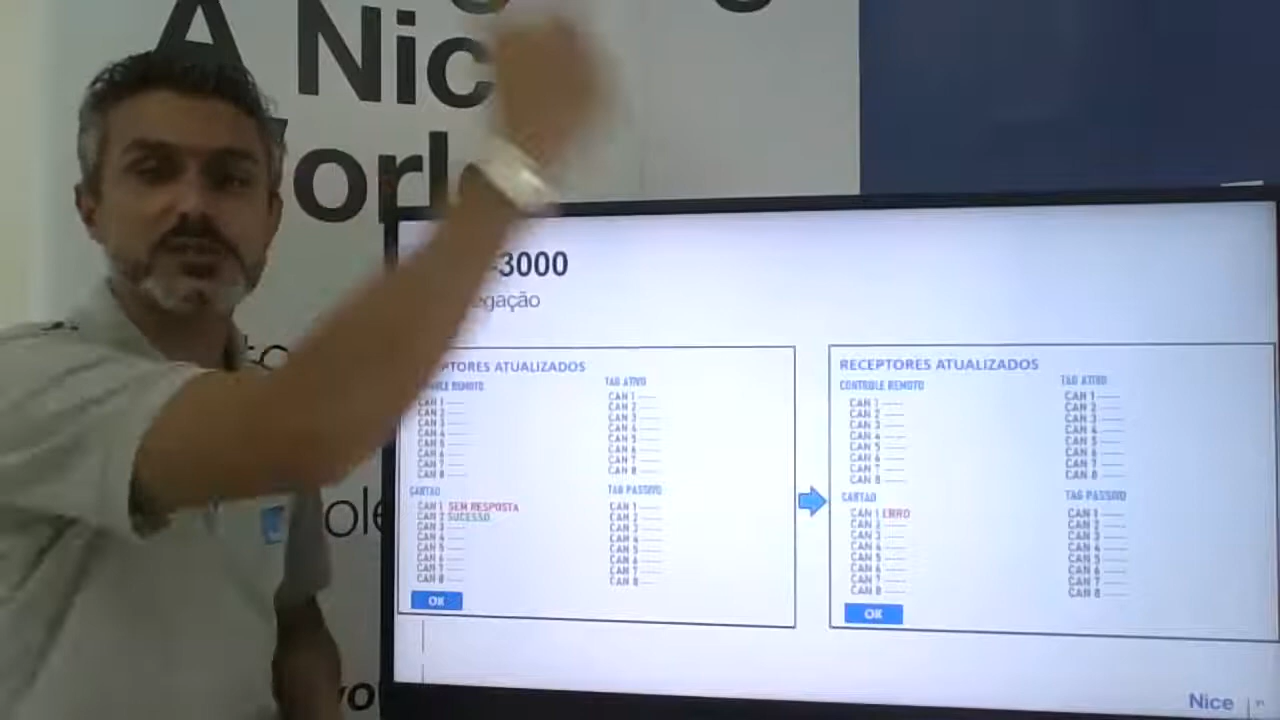 A Nic
orl
-3000
egação
PTORES ATUALIZADOS
LE REMOTO
CAN 1 -----
CAN 2 -----
CAN 3 -----
CAN 4 -----
CAN 5 -----
CAN 6 -----
CAN 7 -----
CAN 8 -----
TAG ATIVO
CAN 1 -----
CAN 2 -----
CAN 3 -----
CAN 4 -----
CAN 5 -----
CAN 6 -----
CAN 7 -----
CAN 8 -----
CARTAO
CAN 1 SEM RESPOSTA
CAN 2 SUCESSO
CAN 3 -----
CAN 4 -----
CAN 5 -----
CAN 6 -----
CAN 7 -----
CAN 8 -----
TAG PASSIVO
CAN 1 -----
CAN 2 -----
CAN 3 -----
CAN 4 -----
CAN 5 -----
CAN 6 -----
CAN 7 -----
CAN 8 -----
OK
RECEPTORES ATUALIZADOS
CONTROLE REMOTO
CAN 1 -----
CAN 2 -----
CAN 3 -----
CAN 4 -----
CAN 5 -----
CAN 6 -----
CAN 7 -----
CAN 8 -----
TAG ATIVO
CAN 1 -----
CAN 2 -----
CAN 3 -----
CAN 4 -----
CAN 5 -----
CAN 6 -----
CAN 7 -----
CAN 8 -----
CARTAO
CAN 1 ERRO
CAN 2 -----
CAN 3 -----
CAN 4 -----
CAN 5 -----
CAN 6 -----
CAN 7 -----
CAN 8 -----
TAG PASSIVO
CAN 1 -----
CAN 2 -----
CAN 3 -----
CAN 4 -----
CAN 5 -----
CAN 6 -----
CAN 7 -----
CAN 8 -----
OK
Nice